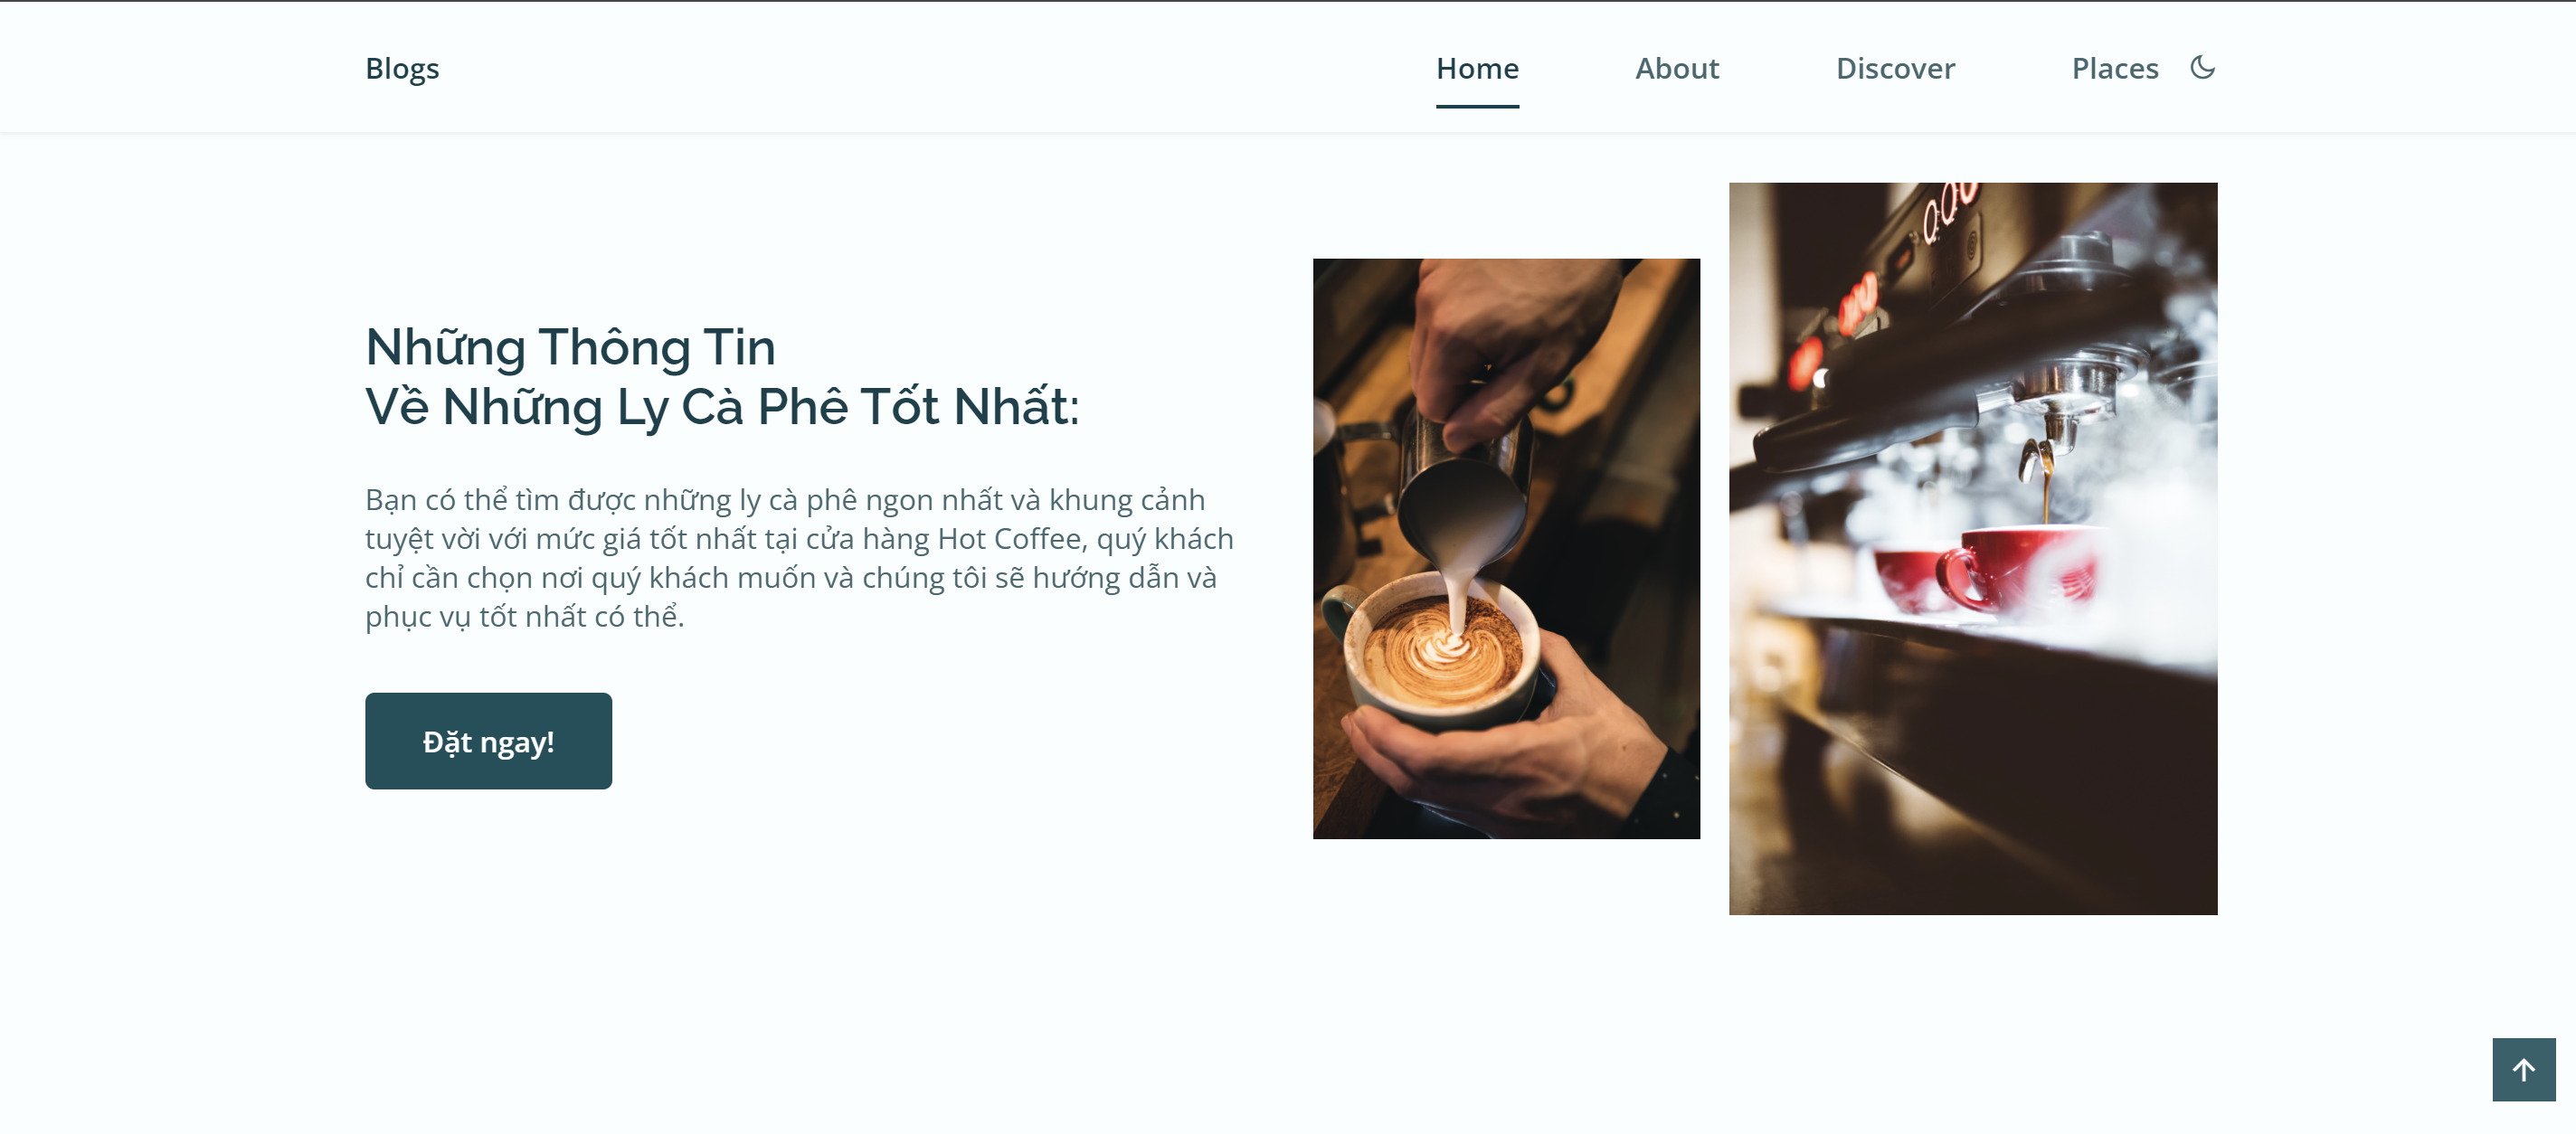 Blogs
Home
About
Discover
Places
Những Thông Tin
Về Những Ly Cà Phê Tốt Nhất:
Bạn có thể tìm được những ly cà phê ngon nhất và khung cảnh
tuyệt vời với mức giá tốt nhất tại cửa hàng Hot Coffee, quý khách
chỉ cần chọn nơi quý khách muốn và chúng tôi sẽ hướng dẫn và
phục vụ tốt nhất có thể.
Đặt ngay!